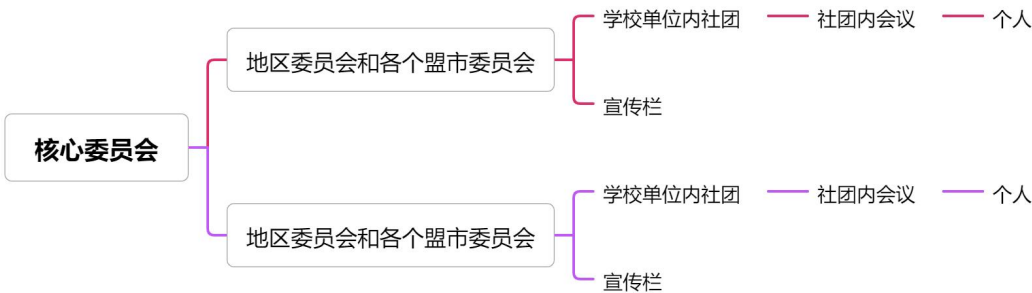 核心委员会
地区委员会和各个盟市委员会
学校单位内社团
社团内会议
个人
宣传栏
地区委员会和各个盟市委员会
学校单位内社团
社团内会议
个人
宣传栏